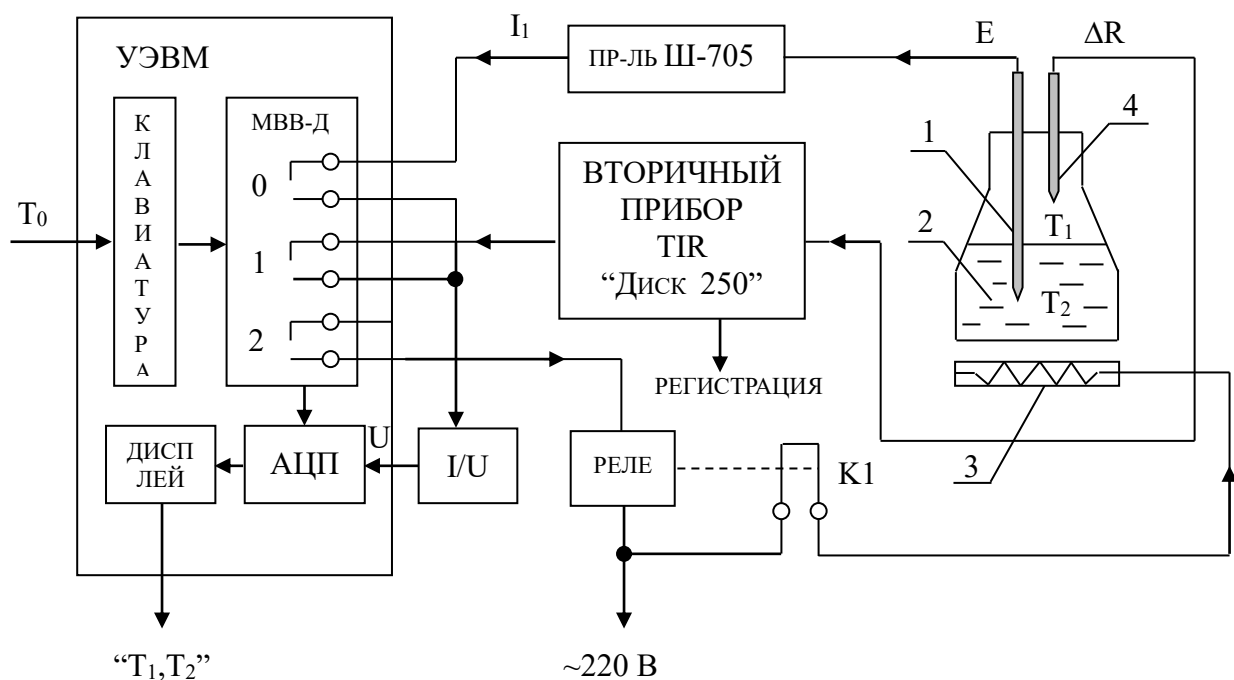 УЭВМ
I₁
ПР-ЛЬ Ш-705
E
ΔR
КЛАВИАТУРА
МВВ-Д
0
1
2
T₀
ВТОРИЧНЫЙ
ПРИБОР
TIR
“ДИСК 250”
1
4
2
T₁
T₂
РЕГИСТРАЦИЯ
3
ДИСП
ЛЕЙ
АЦП
U
I/U
РЕЛЕ
K1
“T₁,T₂”
~220 В